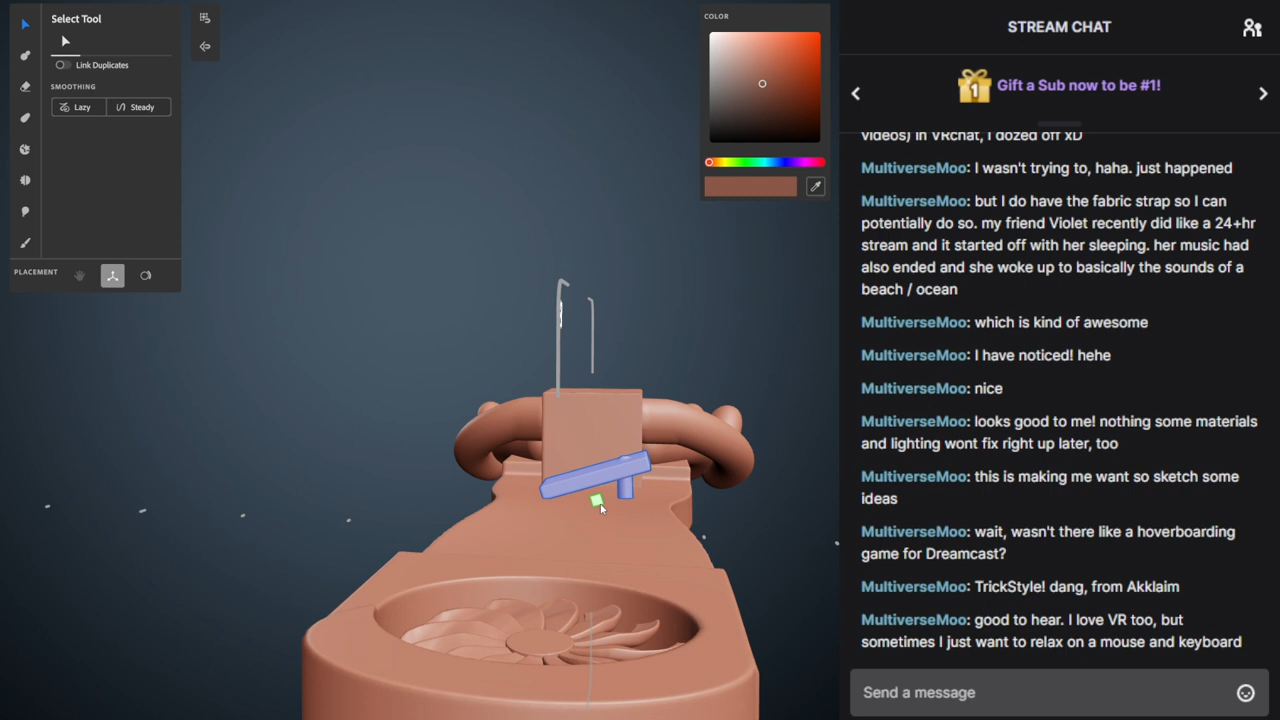 Select Tool
Link Duplicates
SMOOTHING
Lazy
Steady
PLACEMENT
COLOR
STREAM CHAT
1
Gift a Sub now to be #1!
videos) in VRchat, I dozed off xD
MultiverseMoo: I wasn't trying to, haha. just happened
MultiverseMoo: but I do have the fabric strap so I can
potentially do so. my friend Violet recently did like a 24+hr
stream and it started off with her sleeping. her music had
also ended and she woke up to basically the sounds of a
beach / ocean
MultiverseMoo: which is kind of awesome
MultiverseMoo: I have noticed! hehe
MultiverseMoo: nice
MultiverseMoo: looks good to me! nothing some materials
and lighting wont fix right up later, too
MultiverseMoo: this is making me want so sketch some
ideas
MultiverseMoo: wait, wasn't there like a hoverboarding
game for Dreamcast?
MultiverseMoo: TrickStyle! dang, from Akklaim
MultiverseMoo: good to hear. I love VR too, but
sometimes I just want to relax on a mouse and keyboard
Send a message